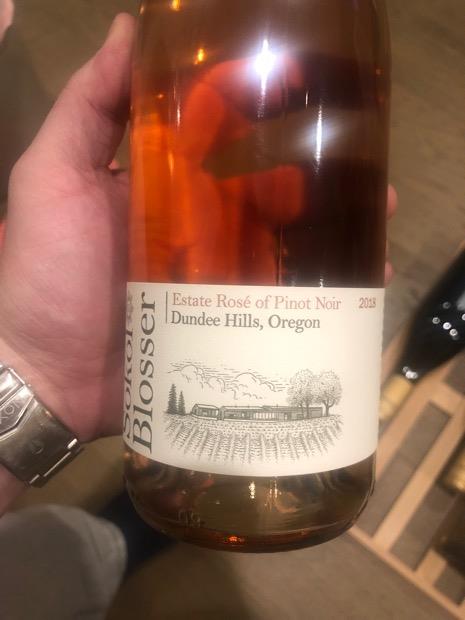 Sokol
Blosser
Estate Rosé of Pinot Noir 2018
Dundee Hills, Oregon